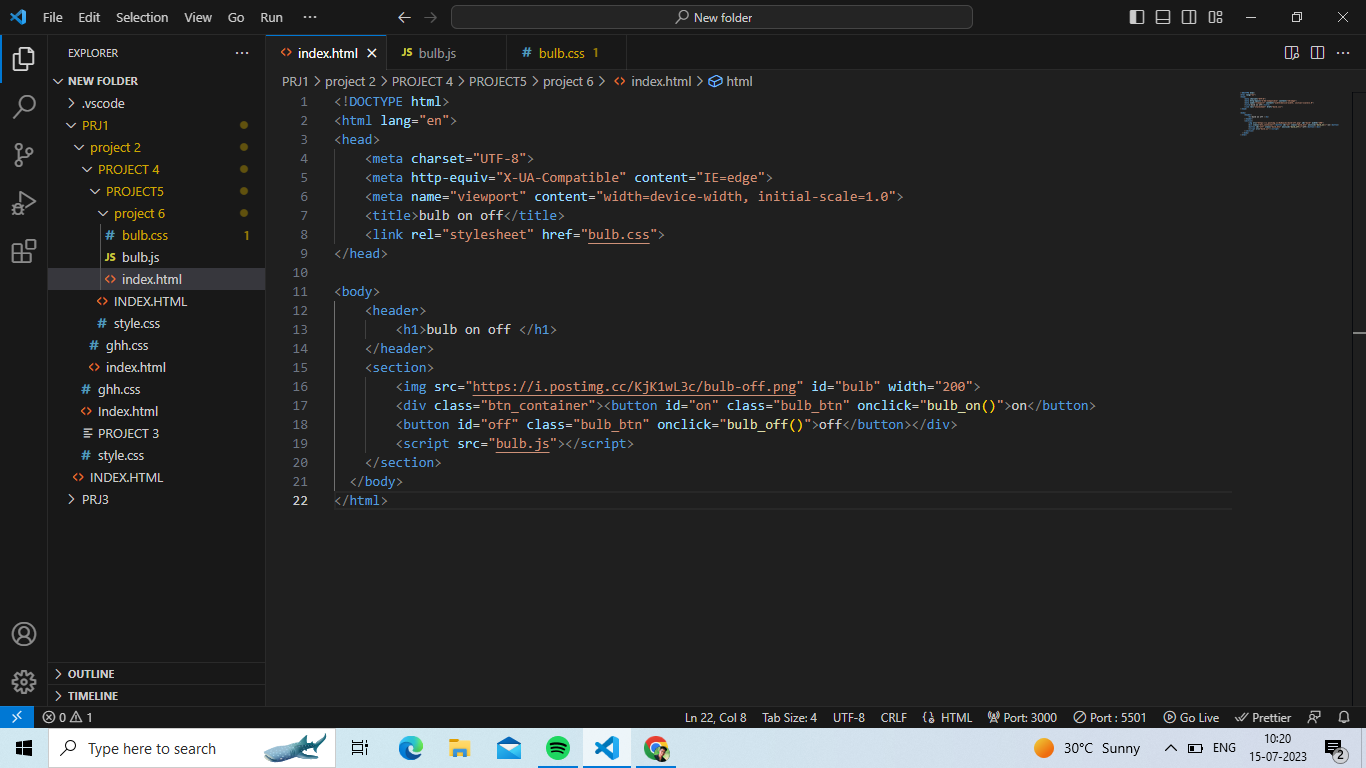 File Edit Selection View Go Run ··· New folder
EXPLORER ···
NEW FOLDER
.vscode
PRJ1
project 2
PROJECT 4
PROJECT5
project 6
# bulb.css 1
JS bulb.js
<> index.html
<> INDEX.HTML
# style.css
# ghh.css
<> index.html
# ghh.css
<> Index.html
PROJECT 3
# style.css
<> INDEX.HTML
PRJ3
OUTLINE
TIMELINE
<> index.html JS bulb.js # bulb.css 1
PRJ1 > project 2 > PROJECT 4 > PROJECT5 > project 6 > <> index.html > html
1 <!DOCTYPE html>
2 <html lang="en">
3 <head>
4 <meta charset="UTF-8">
5 <meta http-equiv="X-UA-Compatible" content="IE=edge">
6 <meta name="viewport" content="width=device-width, initial-scale=1.0">
7 <title>bulb on off</title>
8 <link rel="stylesheet" href="bulb.css">
9 </head>
10
11 <body>
12 <header>
13 <h1>bulb on off </h1>
14 </header>
15 <section>
16 <img src="https://i.postimg.cc/KjK1wL3c/bulb-off.png" id="bulb" width="200">
17 <div class="btn_container"><button id="on" class="bulb_btn" onclick="bulb_on()">on</button>
18 <button id="off" class="bulb_btn" onclick="bulb_off()">off</button></div>
19 <script src="bulb.js"></script>
20 </section>
21 </body>
22 </html>
0 1 Ln 22, Col 8 Tab Size: 4 UTF-8 CRLF HTML Port: 3000 Port : 5501 Go Live Prettier
Type here to search 30°C Sunny ENG 10:20
15-07-2023 2